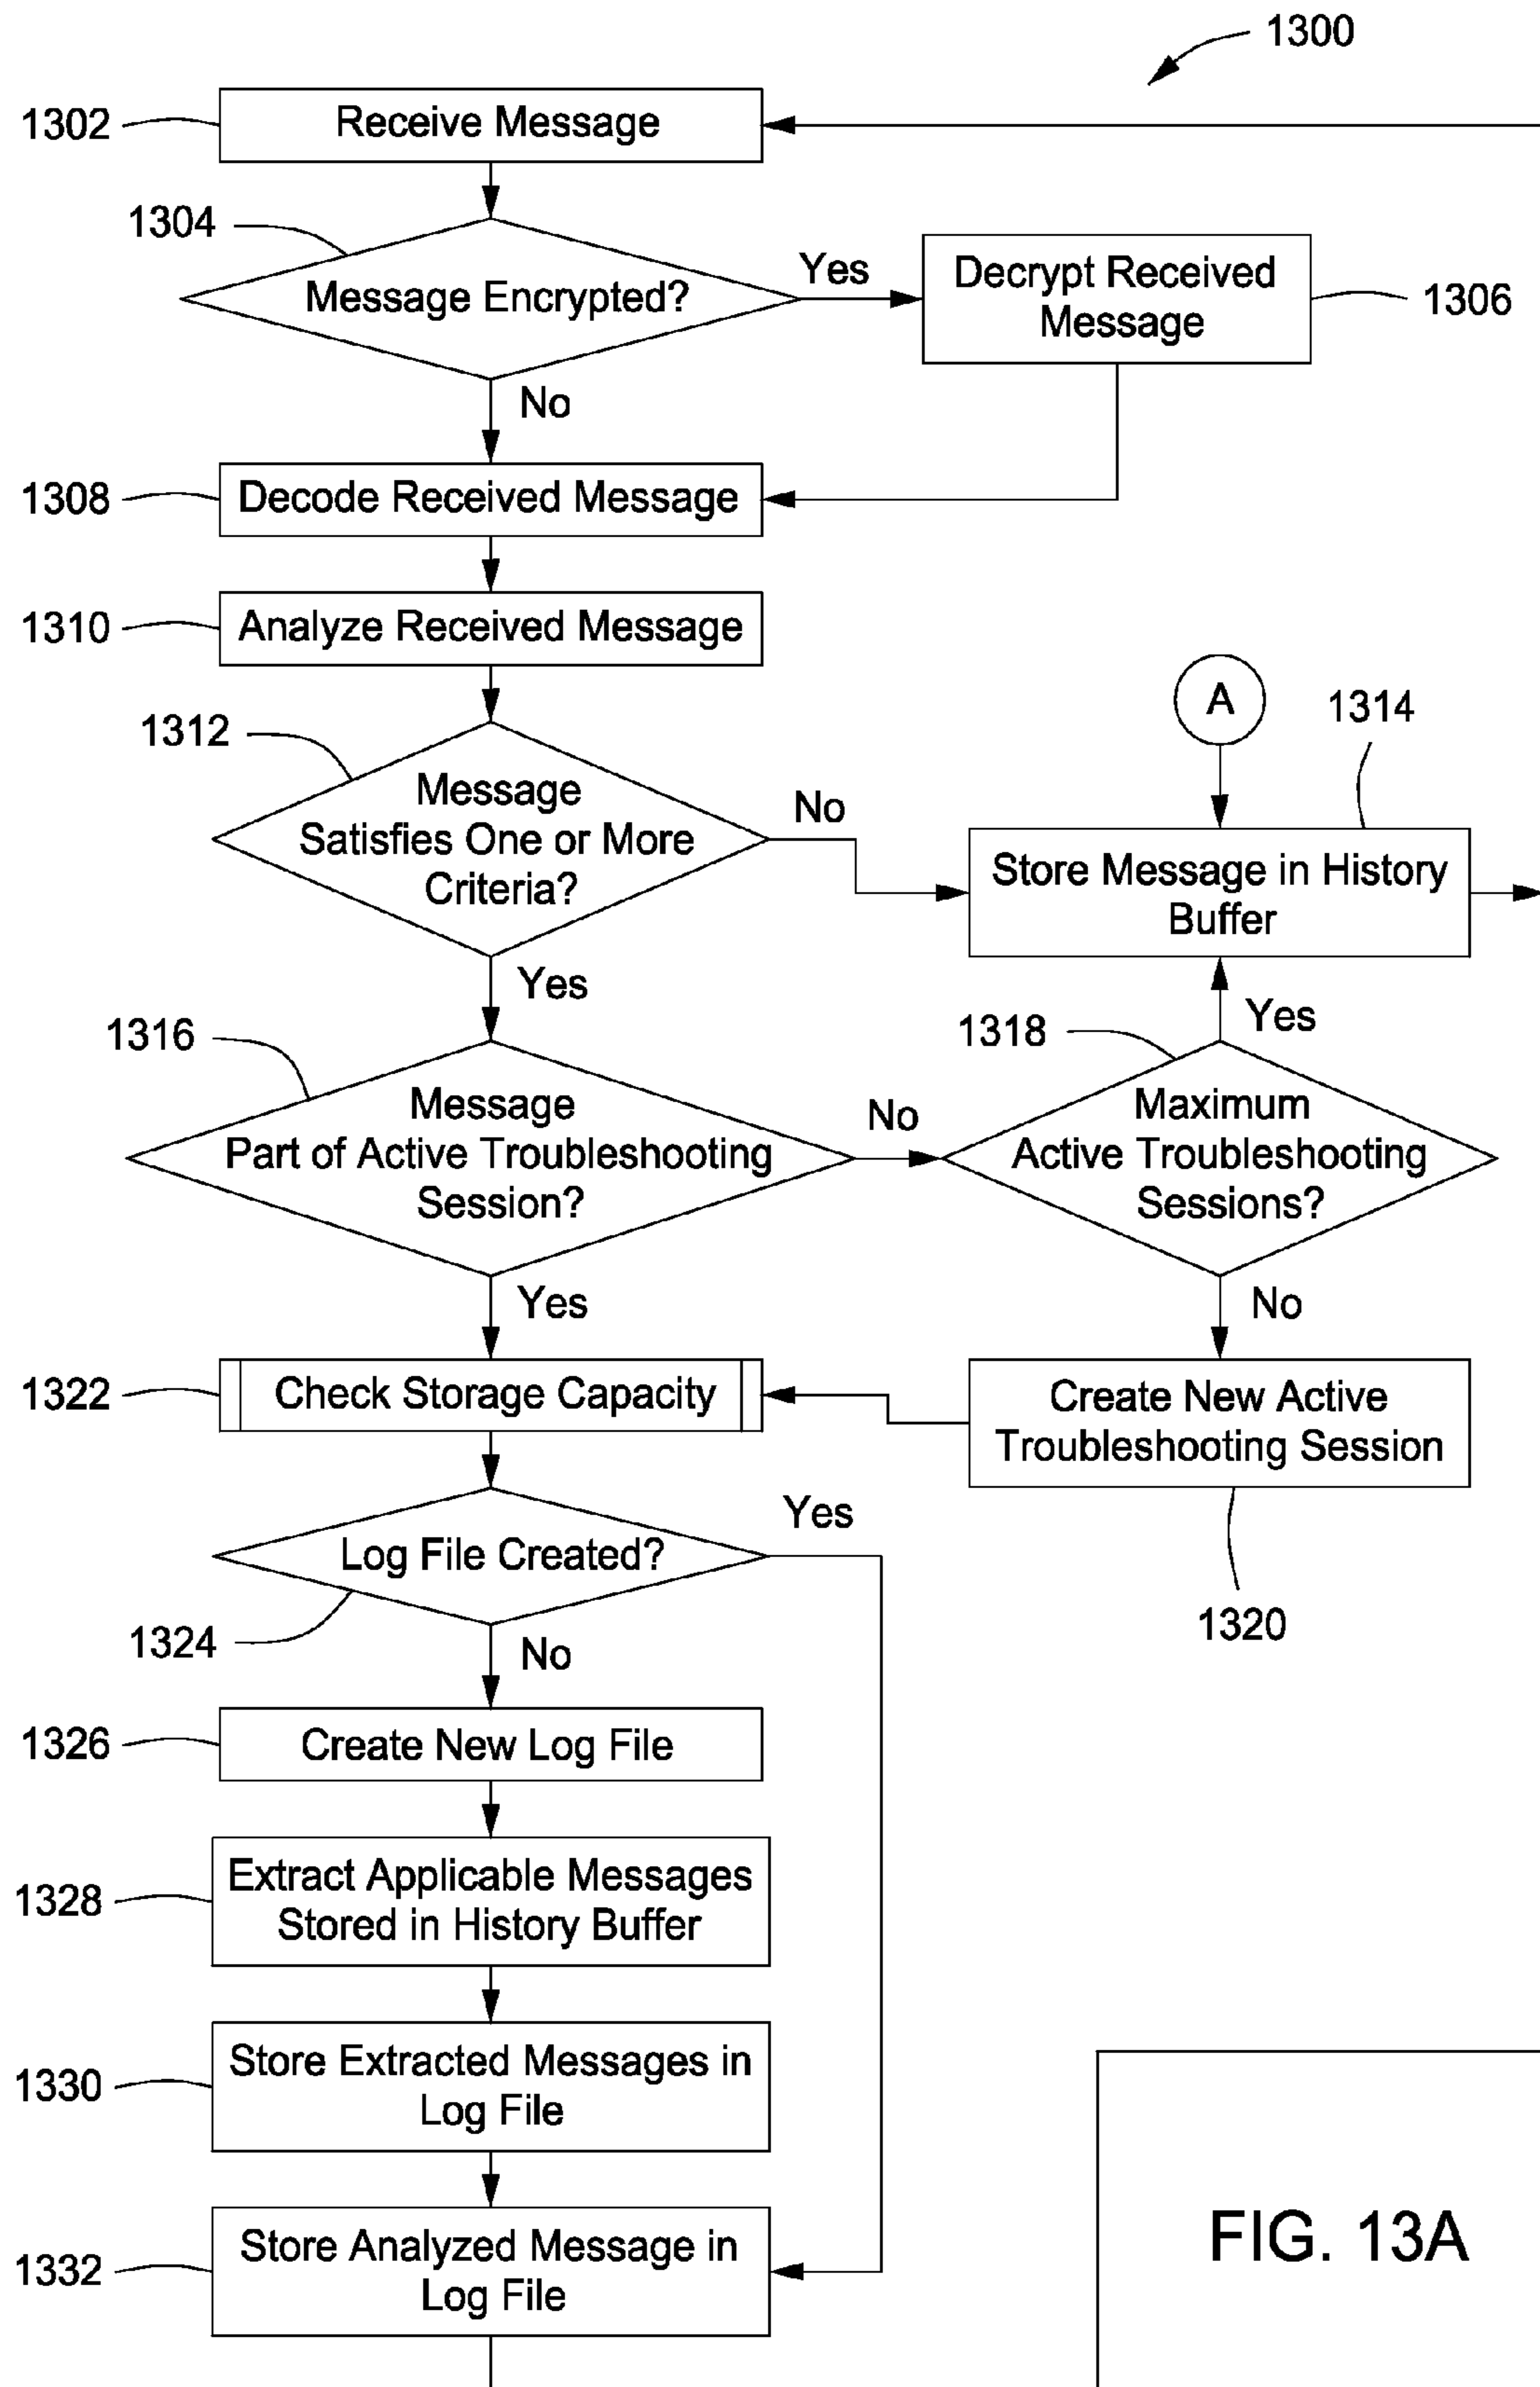 1300
1302
Receive Message
1304
Message Encrypted?
Yes
Decrypt Received
Message
1306
No
1308
Decode Received Message
1310
Analyze Received Message
1312
Message
Satisfies One or More
Criteria?
No
A
1314
Store Message in History
Buffer
Yes
1316
Message
Part of Active Troubleshooting
Session?
No
1318
Yes
Maximum
Active Troubleshooting
Sessions?
Yes
No
1322
Check Storage Capacity
Create New Active
Troubleshooting Session
1320
Log File Created?
Yes
1324
No
1326
Create New Log File
1328
Extract Applicable Messages
Stored in History Buffer
1330
Store Extracted Messages in
Log File
1332
Store Analyzed Message in
Log File
FIG. 13A